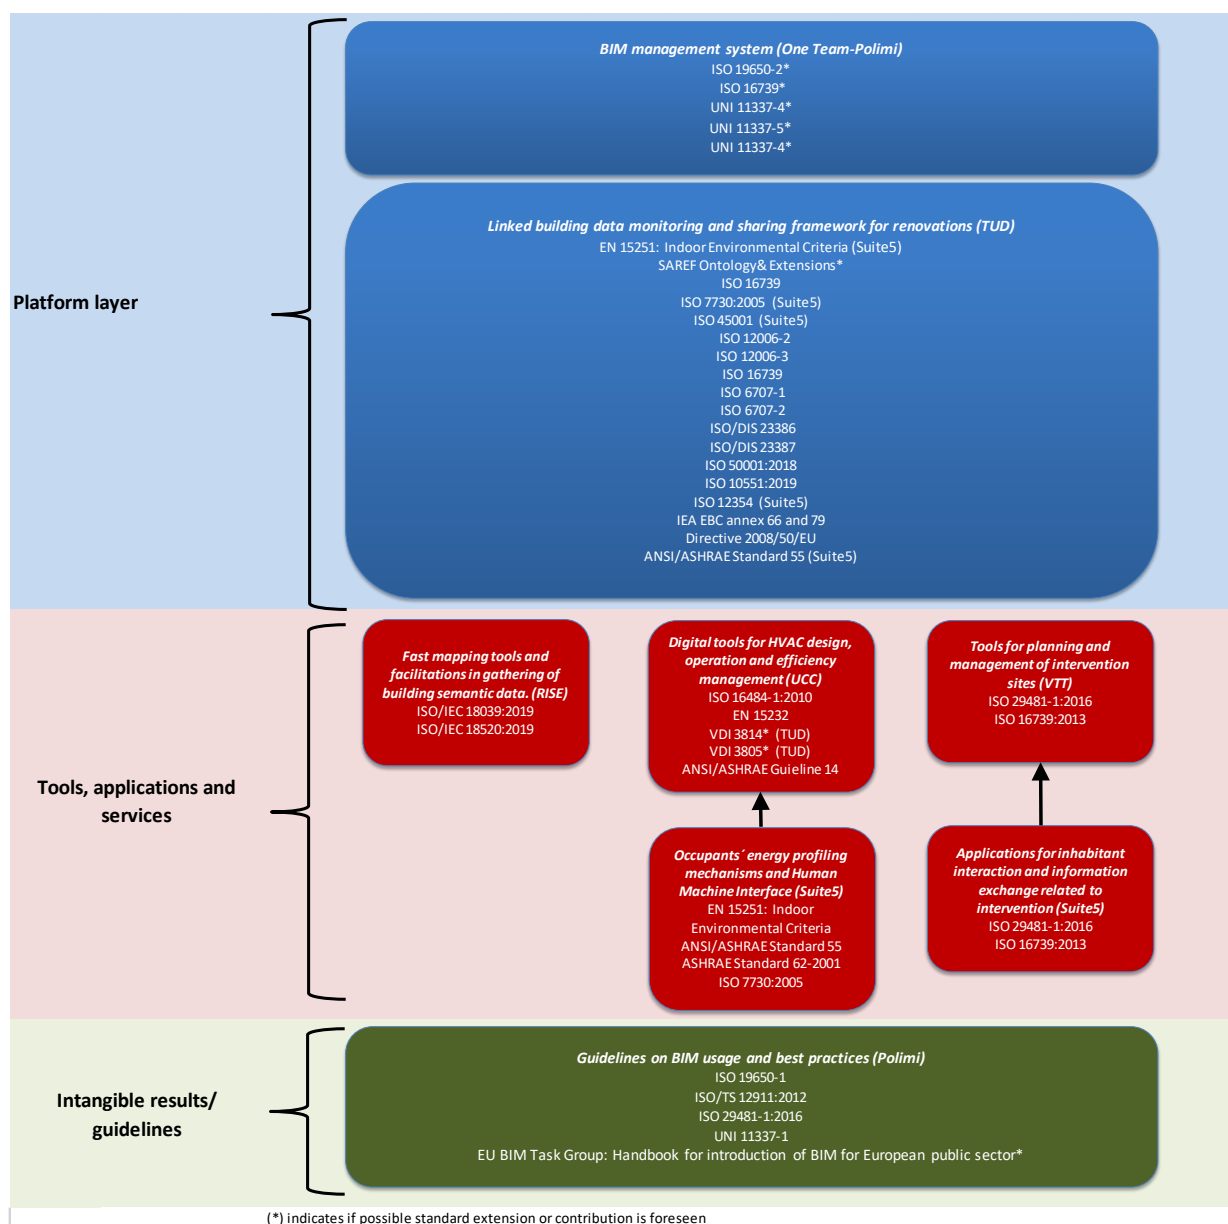 Platform layer
BIM management system (One Team-Polimi)
ISO 19650-2*
ISO 16739*
UNI 11337-4*
UNI 11337-5*
UNI 11337-4*
Linked building data monitoring and sharing framework for renovations (TUD)
EN 15251: Indoor Environmental Criteria (Suite5)
SAREF Ontology& Extensions*
ISO 16739
ISO 7730:2005 (Suite5)
ISO 45001 (Suite5)
ISO 12006-2
ISO 12006-3
ISO 16739
ISO 6707-1
ISO 6707-2
ISO/DIS 23386
ISO/DIS 23387
ISO 50001:2018
ISO 10551:2019
ISO 12354 (Suite5)
IEA EBC annex 66 and 79
Directive 2008/50/EU
ANSI/ASHRAE Standard 55 (Suite5)
Tools, applications and
services
Fast mapping tools and
facilitations in gathering of
building semantic data. (RISE)
ISO/IEC 18039:2019
ISO/IEC 18520:2019
Digital tools for HVAC design,
operation and efficiency
management (UCC)
ISO 16484-1:2010
EN 15232
VDI 3814* (TUD)
VDI 3805* (TUD)
ANSI/ASHRAE Guieline 14
Tools for planning and
management of intervention
sites (VTT)
ISO 29481-1:2016
ISO 16739:2013
Occupants´ energy profiling
mechanisms and Human
Machine Interface (Suite5)
EN 15251: Indoor
Environmental Criteria
ANSI/ASHRAE Standard 55
ASHRAE Standard 62-2001
ISO 7730:2005
Applications for inhabitant
interaction and information
exchange related to
intervention (Suite5)
ISO 29481-1:2016
ISO 16739:2013
Intangible results/
guidelines
Guidelines on BIM usage and best practices (Polimi)
ISO 19650-1
ISO/TS 12911:2012
ISO 29481-1:2016
UNI 11337-1
EU BIM Task Group: Handbook for introduction of BIM for European public sector*
(*) indicates if possible standard extension or contribution is foreseen